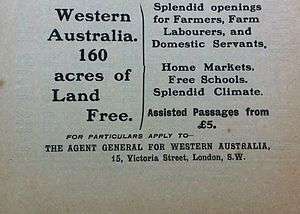 Western
Australia.
160
acres of
Land
Free.
Splendid openings
for Farmers, Farm
Labourers, and
Domestic Servants.
Home Markets.
Free Schools.
Splendid Climate.
Assisted Passages from
£5.
FOR PARTICULARS APPLY TO—
THE AGENT GENERAL FOR WESTERN AUSTRALIA,
15, Victoria Street, London, S.W.